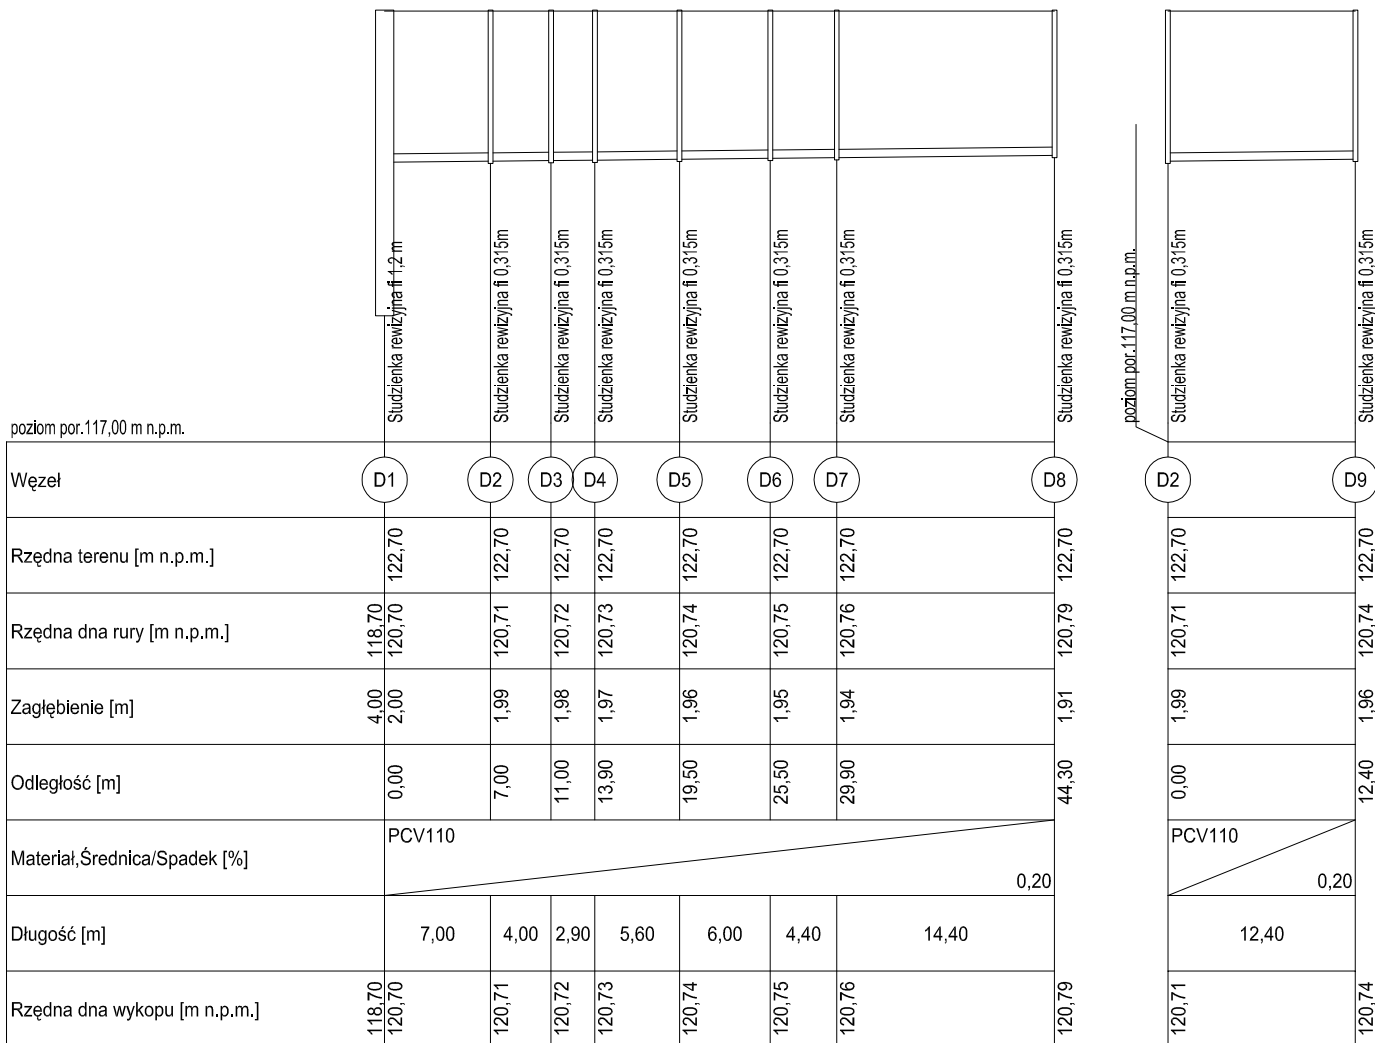 Studzienka rewizyjna fi 1,2 m
Studzienka rewizyjna fi 0,315m
Studzienka rewizyjna fi 0,315m
Studzienka rewizyjna fi 0,315m
Studzienka rewizyjna fi 0,315m
Studzienka rewizyjna fi 0,315m
Studzienka rewizyjna fi 0,315m
Studzienka rewizyjna fi 0,315m
poziom por.117,00 m n.p.m.
Studzienka rewizyjna fi 0,315m
Studzienka rewizyjna fi 0,315m
poziom por.117,00 m n.p.m.
Węzeł D1 D2 D3 D4 D5 D6 D7 D8 D2 D9
Rzędna terenu [m n.p.m.] 122,70 122,70 122,70 122,70 122,70 122,70 122,70 122,70 122,70 122,70
Rzędna dna rury [m n.p.m.] 118,70 120,70 120,71 120,72 120,73 120,74 120,75 120,76 120,79 120,71 120,74
Zagłębienie [m] 4,00 2,00 1,99 1,98 1,97 1,96 1,95 1,94 1,91 1,99 1,96
Odległość [m] 0,00 7,00 11,00 13,90 19,50 25,50 29,90 44,30 0,00 12,40
Materiał,Średnica/Spadek [%] PCV110 0,20 PCV110 0,20
Długość [m] 7,00 4,00 2,90 5,60 6,00 4,40 14,40 12,40
Rzędna dna wykopu [m n.p.m.] 118,70 120,70 120,71 120,72 120,73 120,74 120,75 120,76 120,79 120,71 120,74